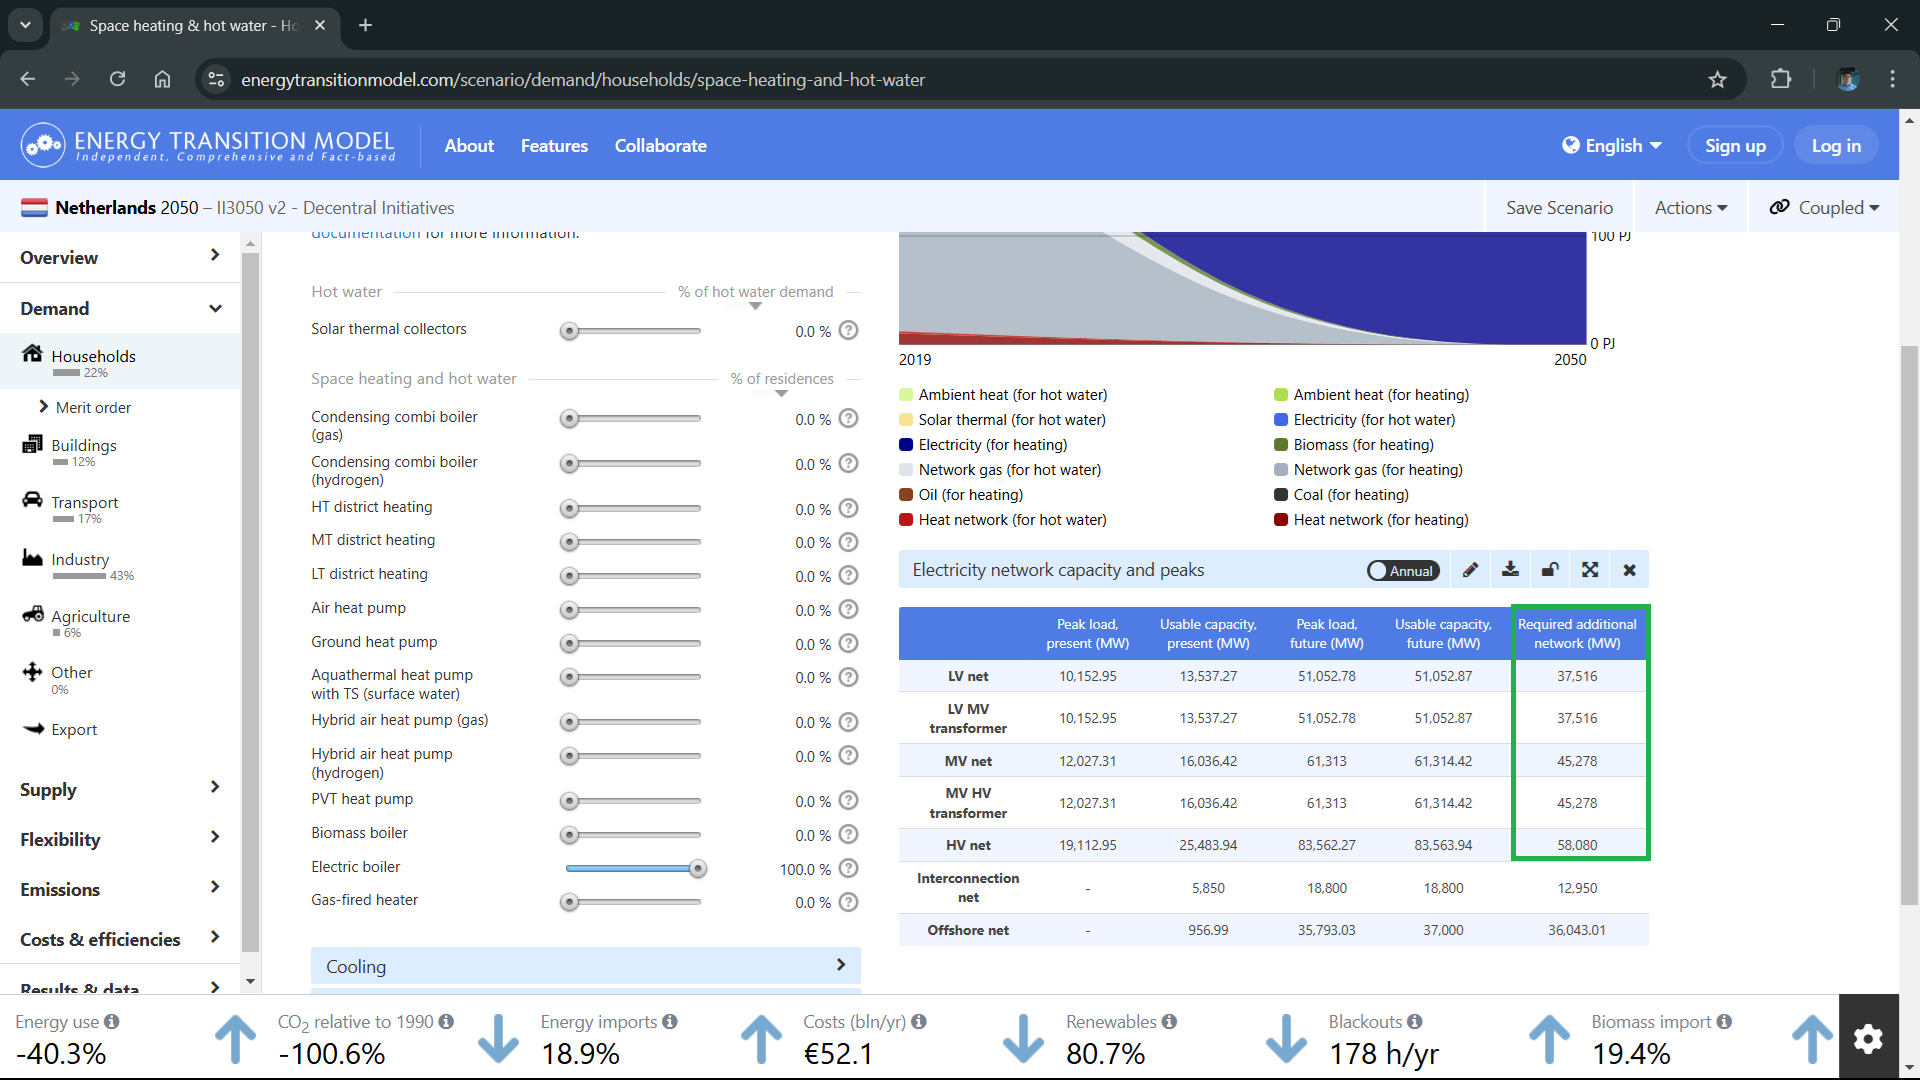 Space heating & hot water - Ho
energytransitionmodel.com/scenario/demand/households/space-heating-and-hot-water
ENERGY TRANSITION MODEL
Independent, Comprehensive and Fact-based
About
Features
Collaborate
English
Sign up
Log in
Netherlands 2050 – II3050 v2 - Decentral Initiatives
Save Scenario
Actions
Coupled
Overview
Demand
Households
22%
Merit order
Buildings
12%
Transport
17%
Industry
43%
Agriculture
6%
Other
0%
Export
Supply
Flexibility
Emissions
Costs & efficiencies
Results & data
documentation for more information.
Hot water
% of hot water demand
Solar thermal collectors
0.0 %
Space heating and hot water
% of residences
Condensing combi boiler
(gas)
0.0 %
Condensing combi boiler
(hydrogen)
0.0 %
HT district heating
0.0 %
MT district heating
0.0 %
LT district heating
0.0 %
Air heat pump
0.0 %
Ground heat pump
0.0 %
Aquathermal heat pump
with TS (surface water)
0.0 %
Hybrid air heat pump (gas)
0.0 %
Hybrid air heat pump
(hydrogen)
0.0 %
PVT heat pump
0.0 %
Biomass boiler
0.0 %
Electric boiler
100.0 %
Gas-fired heater
0.0 %
Cooling
100 PJ
0 PJ
2019
2050
Ambient heat (for hot water)
Ambient heat (for heating)
Solar thermal (for hot water)
Electricity (for hot water)
Electricity (for heating)
Biomass (for heating)
Network gas (for hot water)
Network gas (for heating)
Oil (for heating)
Coal (for heating)
Heat network (for hot water)
Heat network (for heating)
Electricity network capacity and peaks
Annual
Peak load, present (MW)
Usable capacity, present (MW)
Peak load, future (MW)
Usable capacity, future (MW)
Required additional network (MW)
LV net 10,152.95 13,537.27 51,052.78 51,052.87 37,516
LV MV transformer 10,152.95 13,537.27 51,052.78 51,052.87 37,516
MV net 12,027.31 16,036.42 61,313 61,314.42 45,278
MV HV transformer 12,027.31 16,036.42 61,313 61,314.42 45,278
HV net 19,112.95 25,483.94 83,562.27 83,563.94 58,080
Interconnection net - 5,850 18,800 18,800 12,950
Offshore net - 956.99 35,793.03 37,000 36,043.01
Energy use
-40.3%
CO2 relative to 1990
-100.6%
Energy imports
18.9%
Costs (bln/yr)
€52.1
Renewables
80.7%
Blackouts
178 h/yr
Biomass import
19.4%